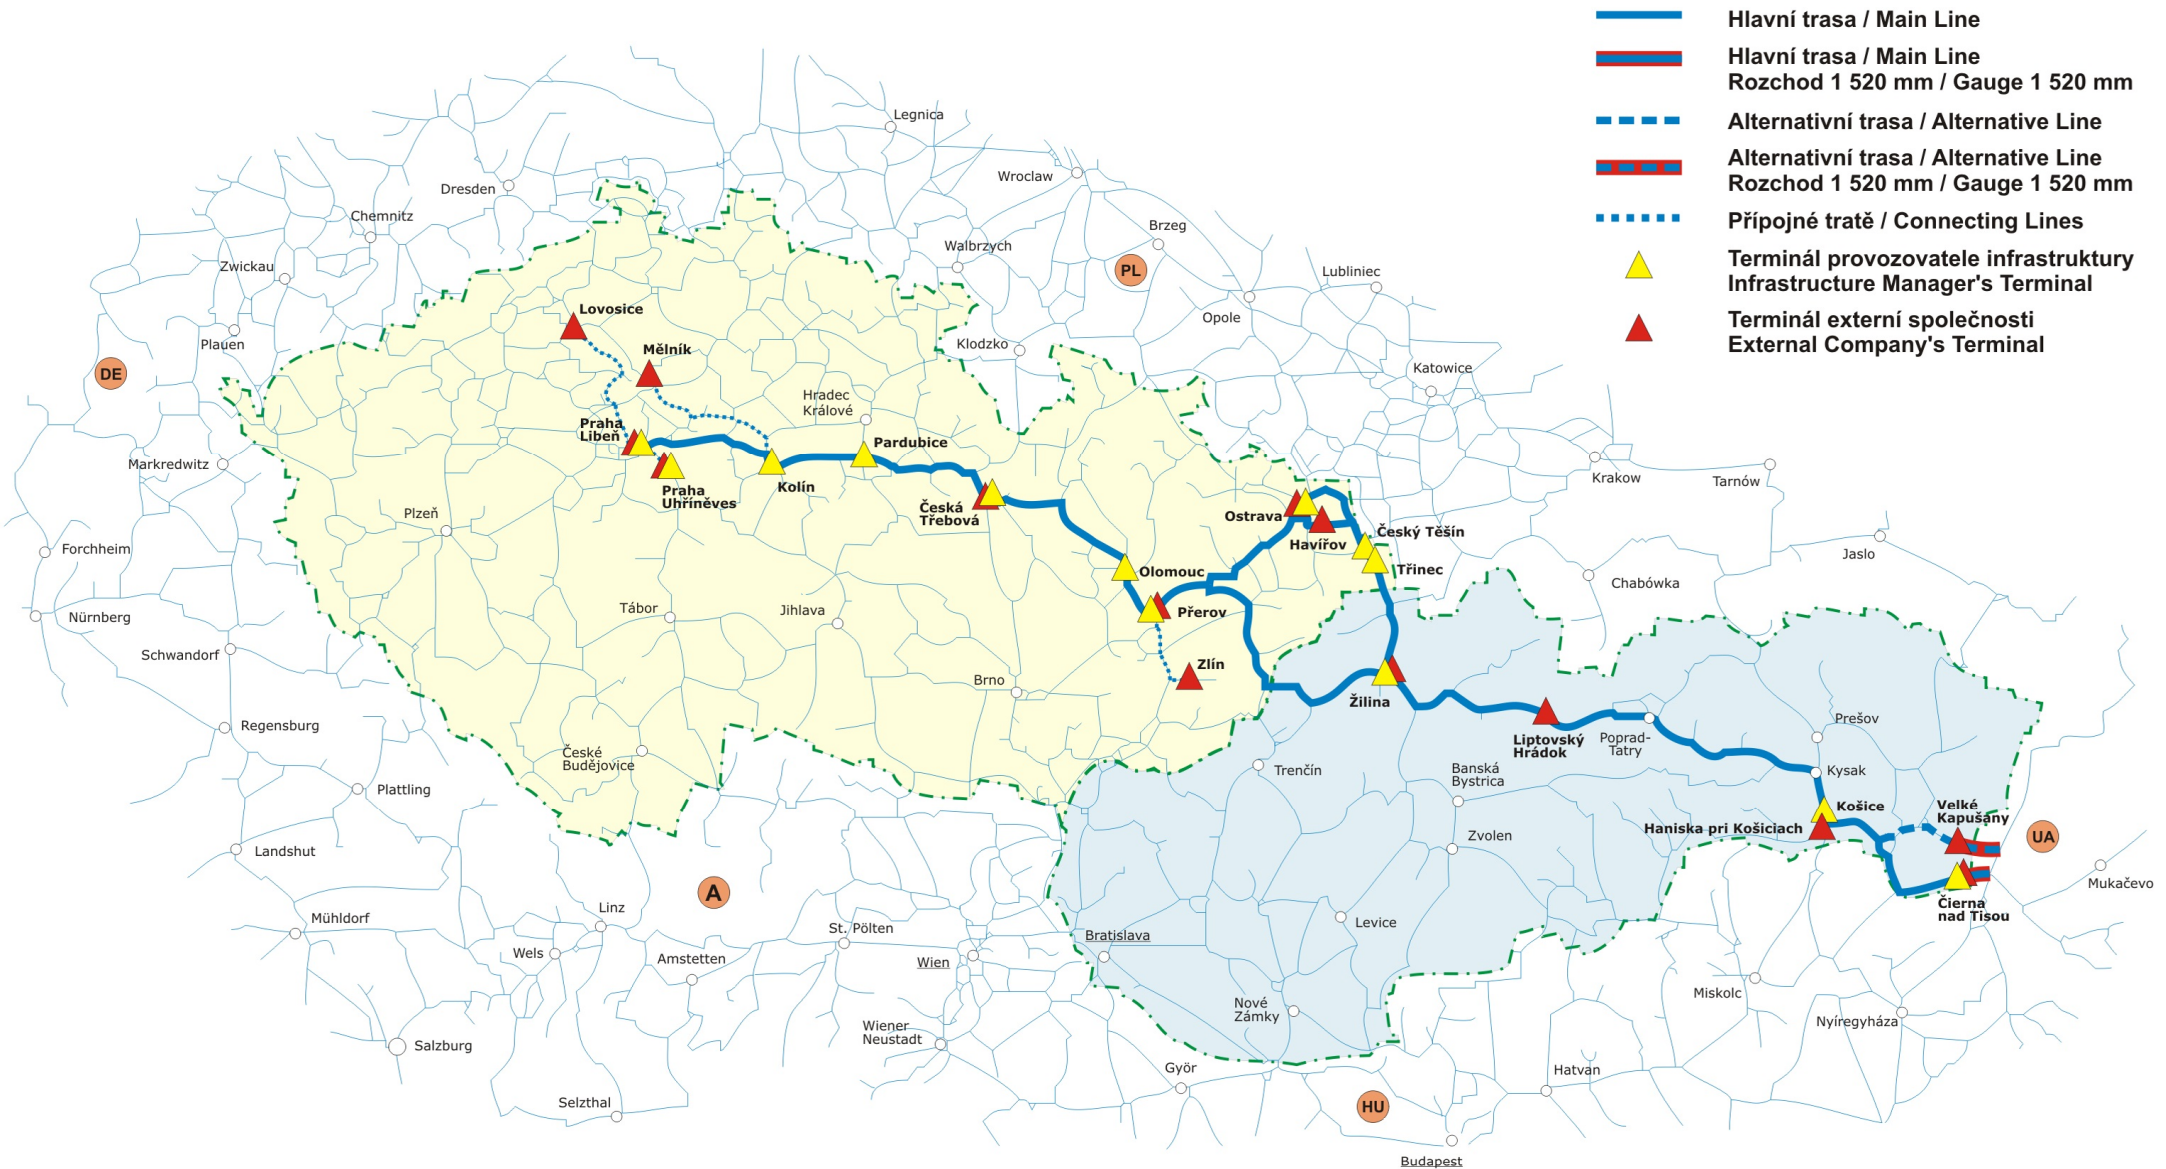 Hlavní trasa / Main Line
Hlavní trasa / Main Line
Rozchod 1 520 mm / Gauge 1 520 mm
Alternativní trasa / Alternative Line
Alternativní trasa / Alternative Line
Rozchod 1 520 mm / Gauge 1 520 mm
Přípojné tratě / Connecting Lines
Terminál provozovatele infrastruktury
Infrastructure Manager's Terminal
Terminál externí společnosti
External Company's Terminal
Legnica
Wroclaw
Dresden
Chemnitz
Brzeg
Walbrzych
Zwickau
PL
Lubliniec
Opole
Lovosice
Plauen
Klodzko
Mělník
DE
Katowice
Hradec
Králové
Praha
Libeň
Pardubice
Markredwitz
Krakow
Tarnów
Kolín
Praha
Uhříněves
Plzeň
Česká
Třebová
Ostrava
Český Těšín
Havířov
Forchheim
Jaslo
Olomouc
Třinec
Chabówka
Nürnberg
Tábor
Jihlava
Přerov
Schwandorf
Zlín
Brno
Žilina
Regensburg
Prešov
Liptovský
Hrádok
Poprad-
Tatry
České
Budějovice
Trenčín
Banská
Bystrica
Kysak
Plattling
Košice
Velké
Kapušany
Haniska pri Košiciach
Zvolen
UA
Landshut
Mukačevo
A
Čierna
nad Tisou
Linz
Mühldorf
St. Pölten
Levice
Bratislava
Wels
Amstetten
Wien
Miskolc
Nové
Zámky
Nyíregyháza
Wiener
Neustadt
Salzburg
Györ
Hatvan
Selzthal
HU
Budapest